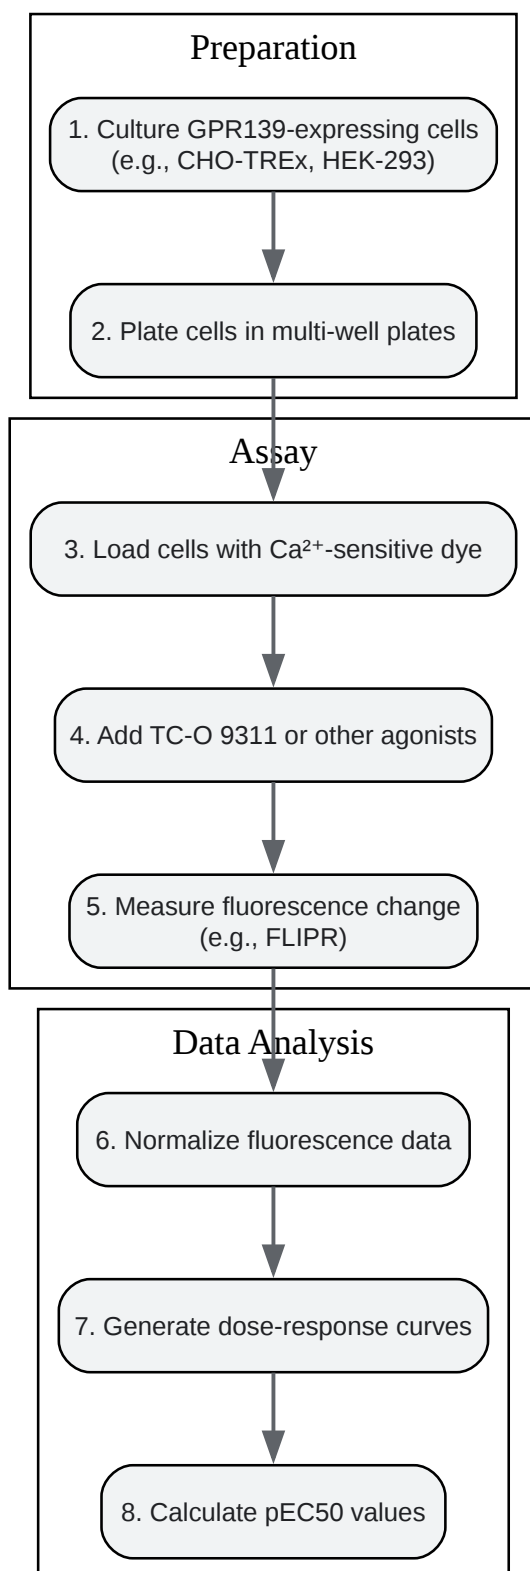 Preparation
1. Culture GPR139-expressing cells
(e.g., CHO-TREx, HEK-293)
2. Plate cells in multi-well plates
Assay
3. Load cells with Ca²⁺-sensitive dye
4. Add TC-O 9311 or other agonists
5. Measure fluorescence change
(e.g., FLIPR)
Data Analysis
6. Normalize fluorescence data
7. Generate dose-response curves
8. Calculate pEC50 values